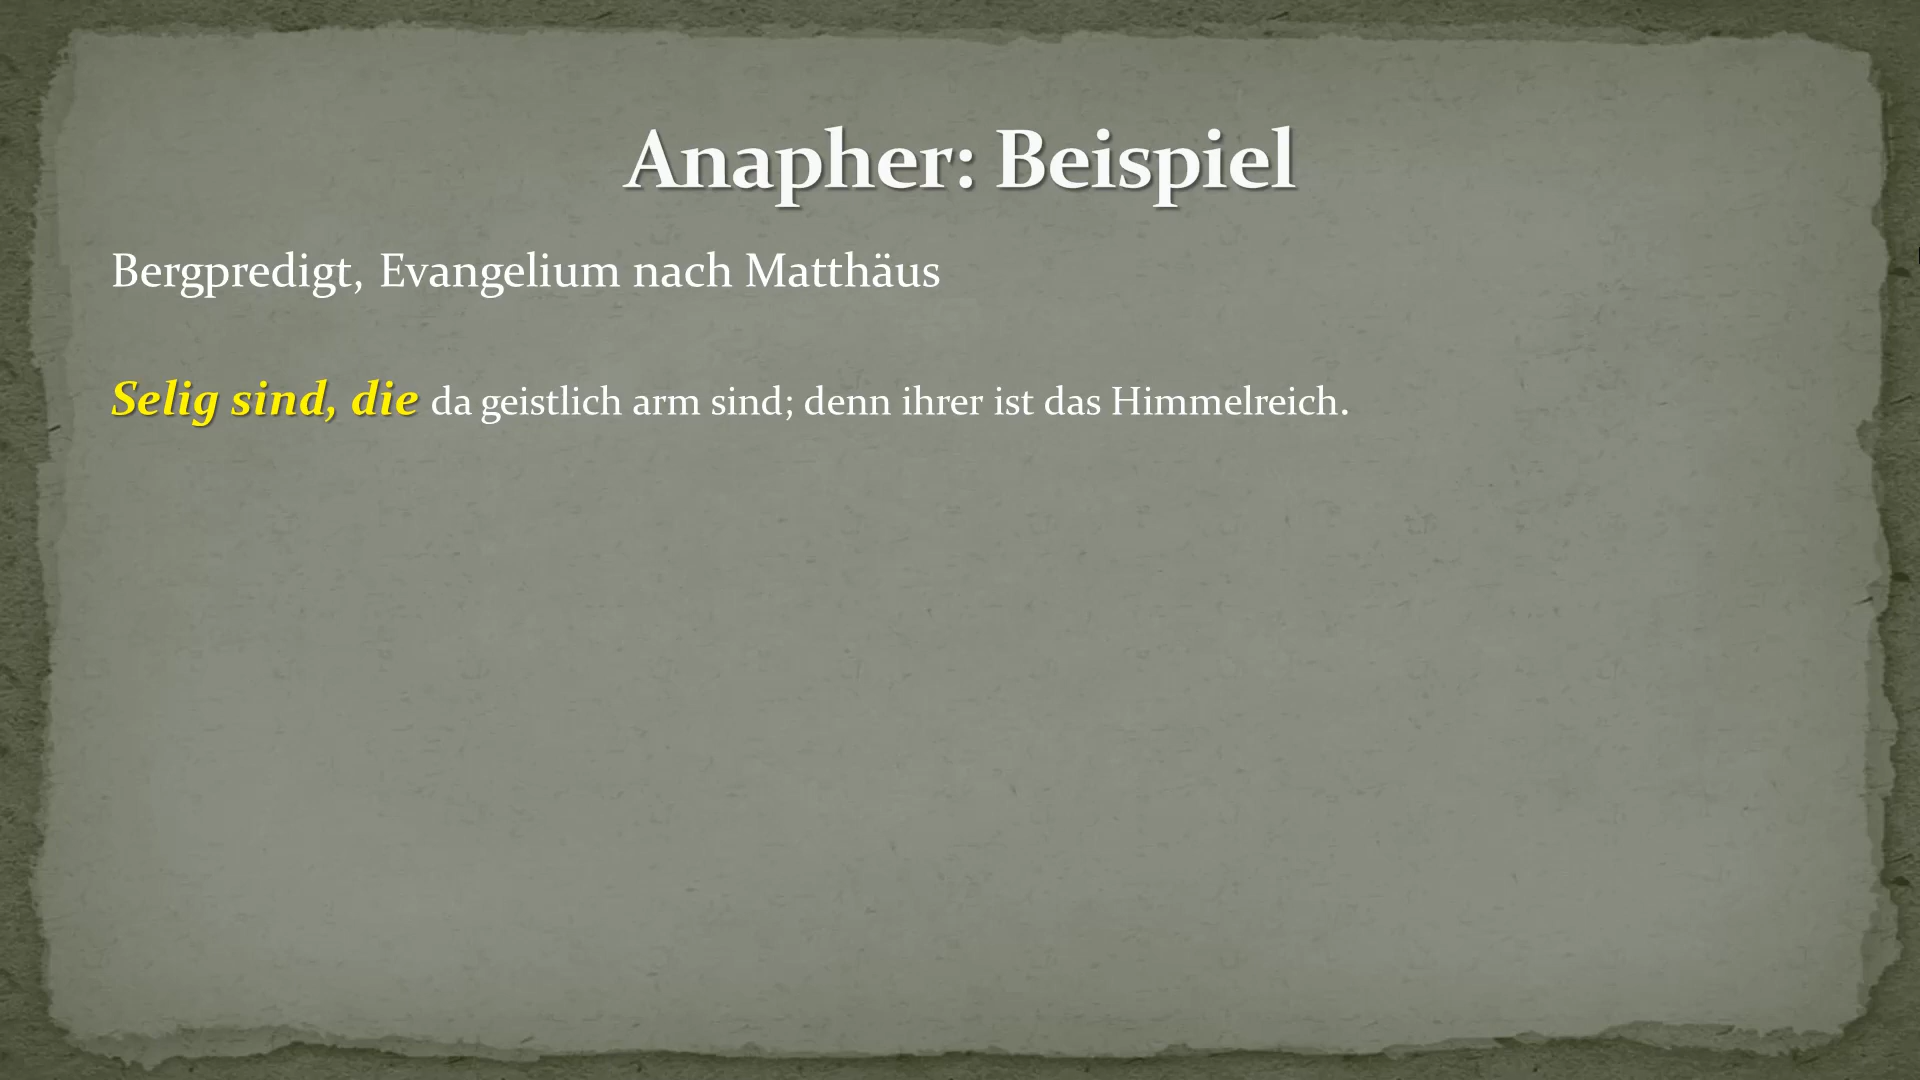 Anapher: Beispiel
Bergpredigt, Evangelium nach Matthäus
Selig sind, die da geistlich arm sind; denn ihrer ist das Himmelreich.